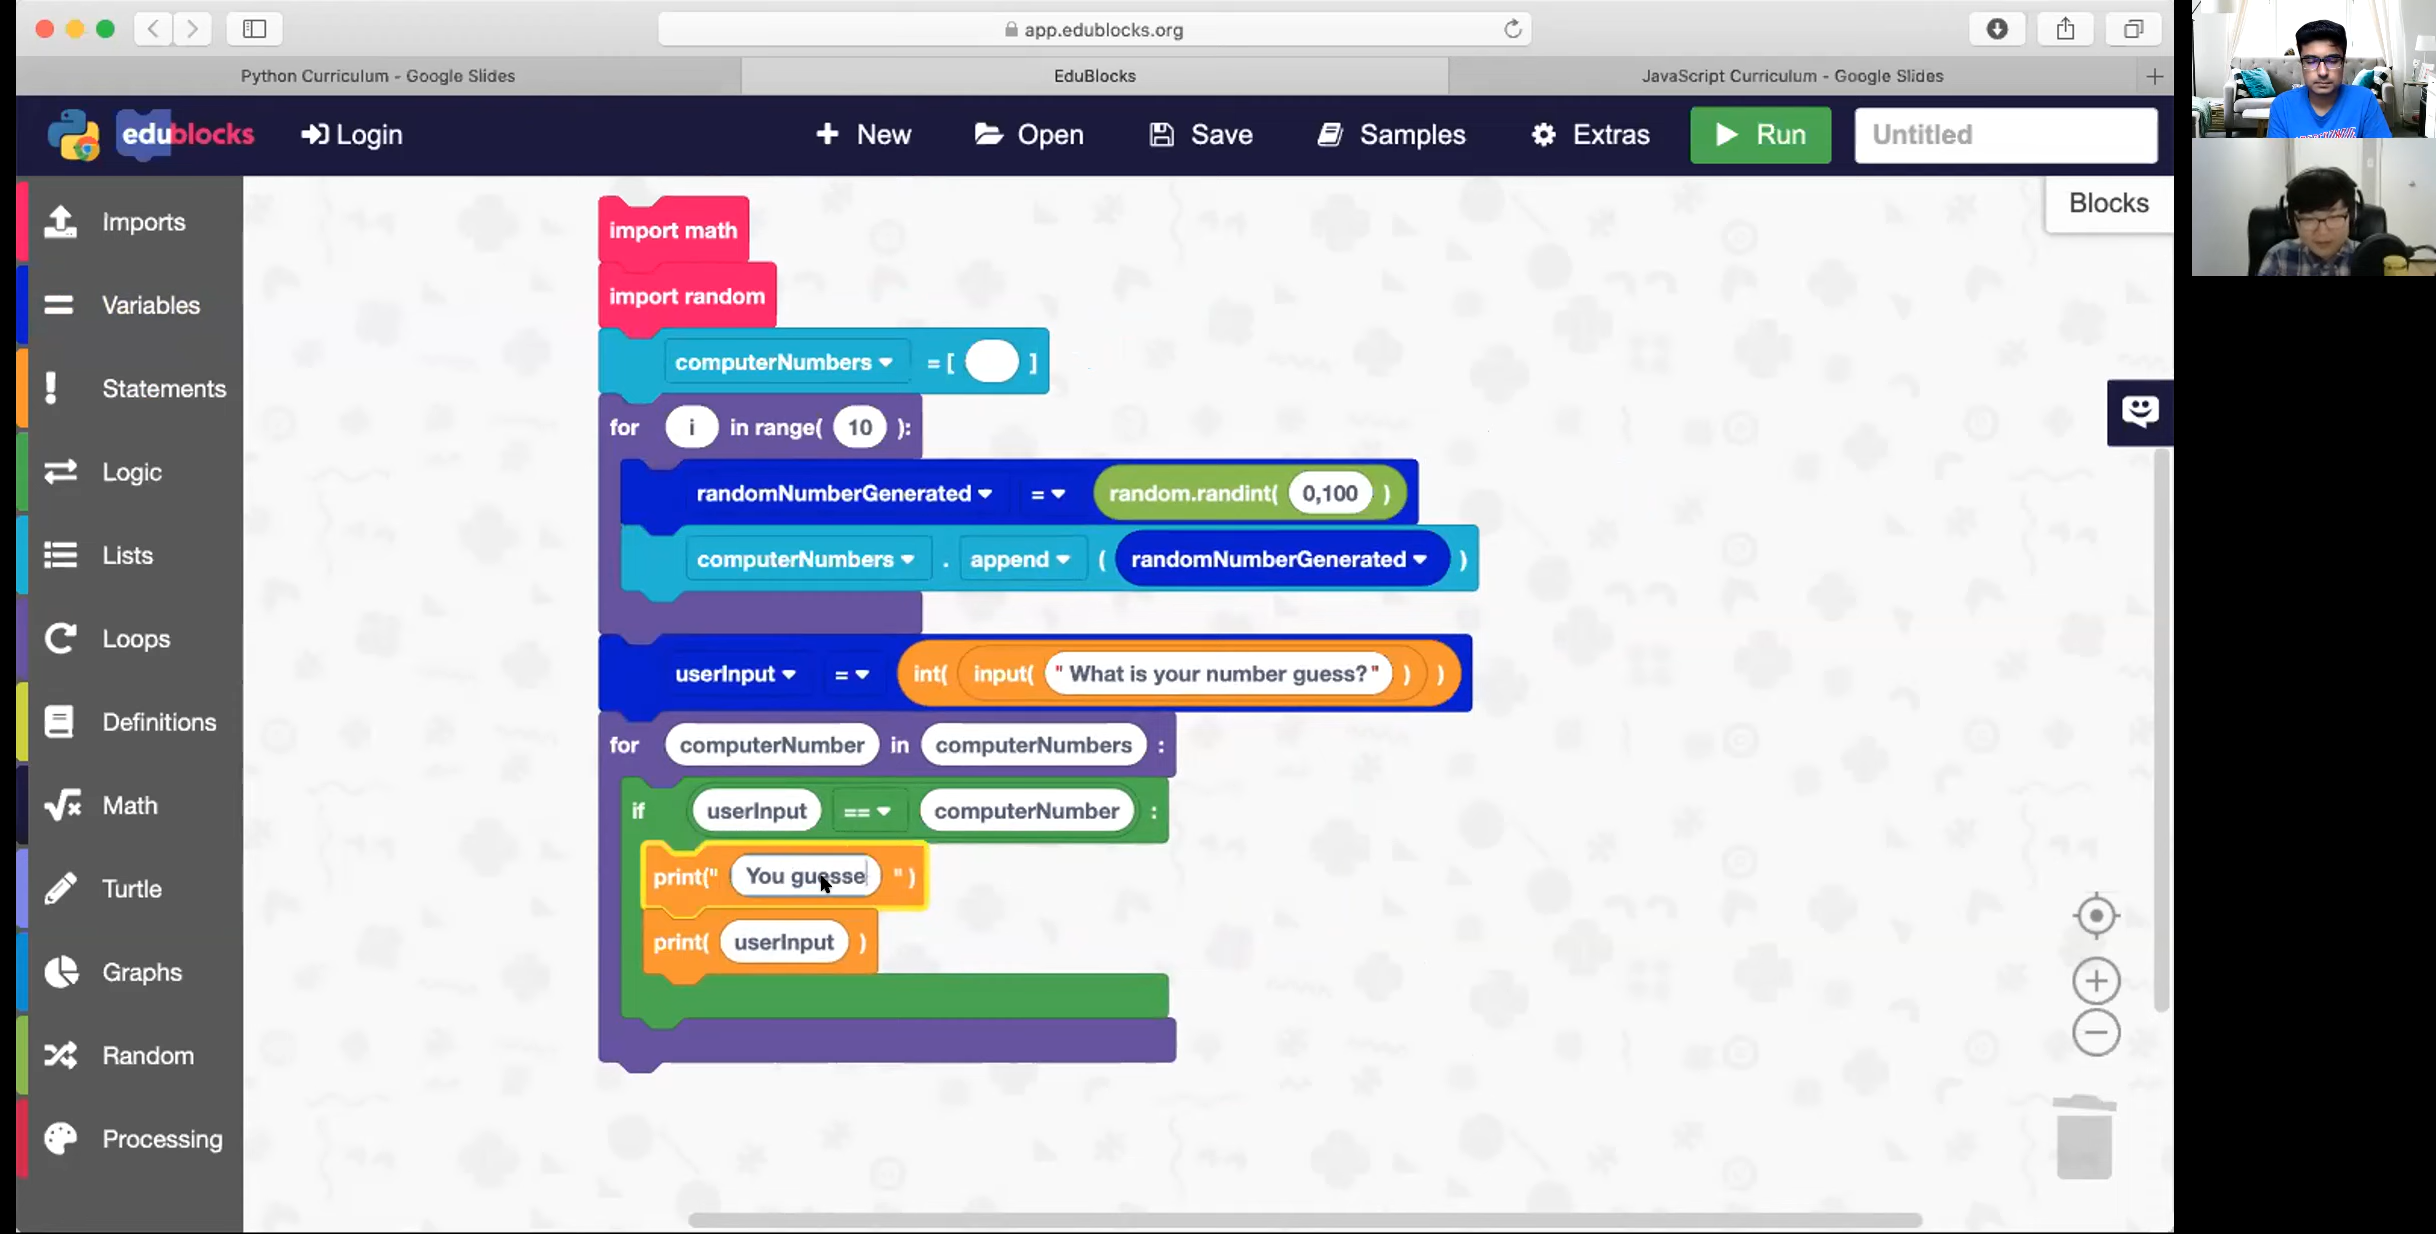 app.edublocks.org
Python Curriculum - Google Slides
EduBlocks
JavaScript Curriculum - Google Slides
edublocks
Login
New
Open
Save
Samples
Extras
Run
Untitled
Blocks
Imports
Variables
Statements
Logic
Lists
Loops
Definitions
Math
Turtle
Graphs
Random
Processing
import math
import random
computerNumbers = [ ]
for i in range( 10 ):
randomNumberGenerated = random.randint( 0,100 )
computerNumbers . append ( randomNumberGenerated )
userInput = int( input( " What is your number guess? " ) )
for computerNumber in computerNumbers :
if userInput == computerNumber :
print(" You guesse ")
print( userInput )